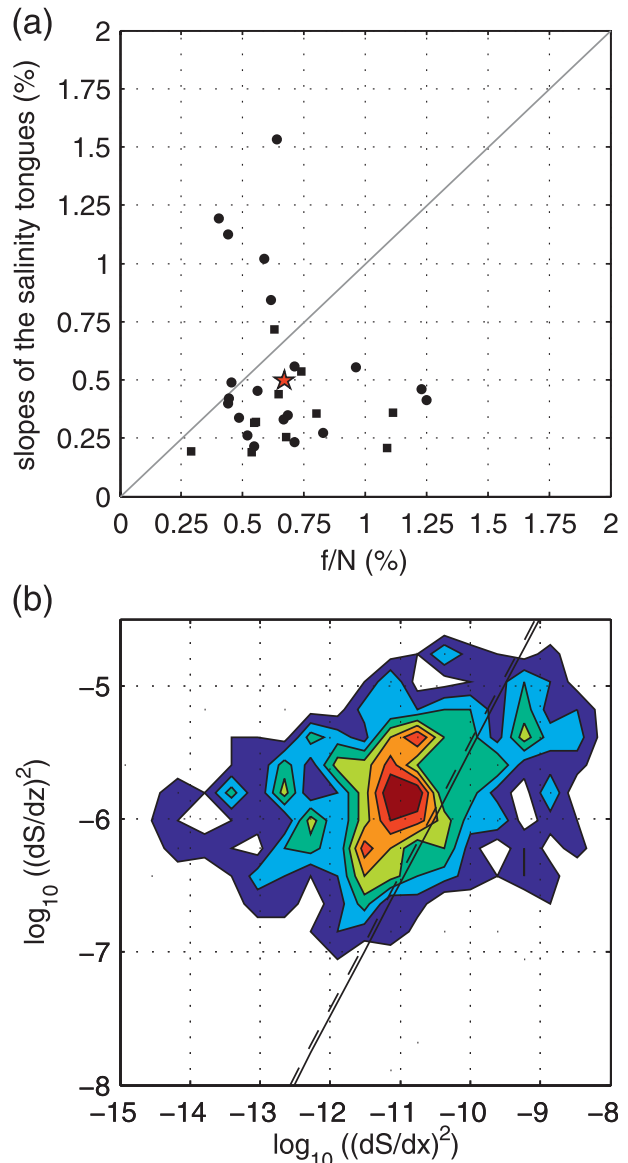 (a)
2
1.75
1.5
1.25
1
0.75
0.5
0.25
0
slopes of the salinity tongues (%)
0 0.25 0.5 0.75 1 1.25 1.5 1.75 2
f/N (%)
(b)
−5
−6
−7
−8
log10 ((dS/dz)2)
−15 −14 −13 −12 −11 −10 −9 −8
log10 ((dS/dx)2)